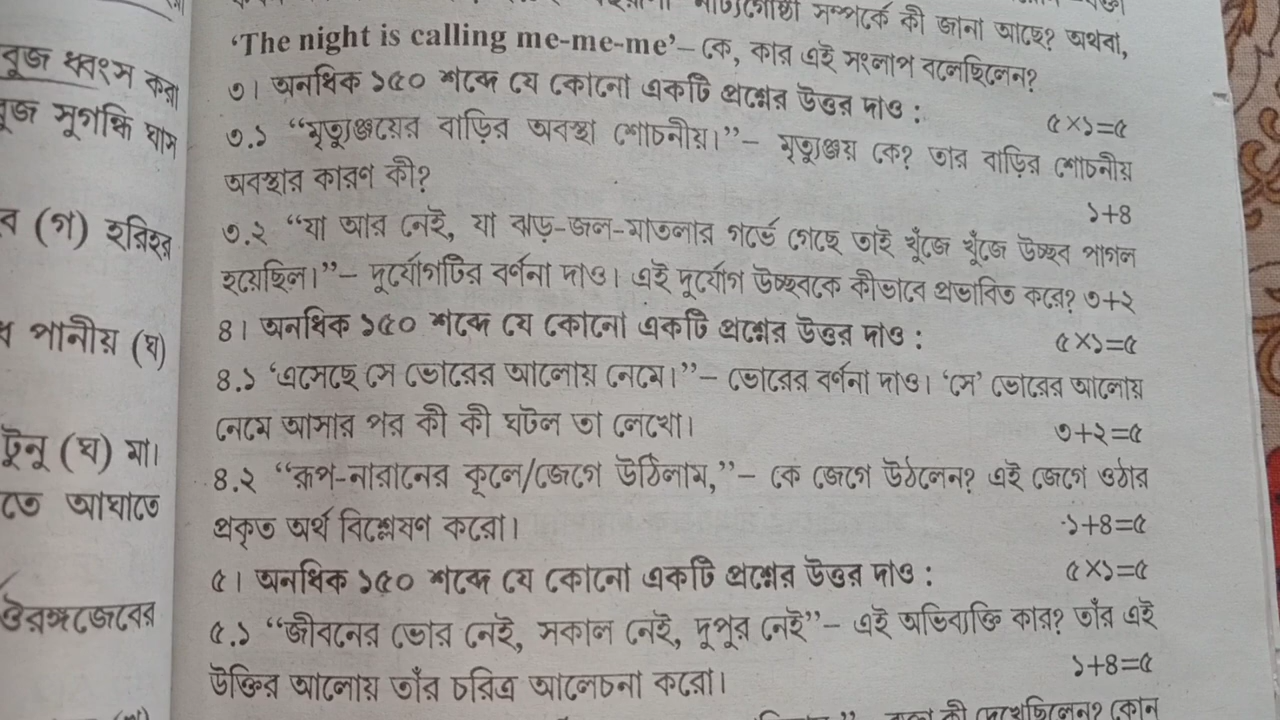 সম্পর্কে কী জানা আছে? অথবা,
‘The night is calling me-me-me’– কে, কার এই সংলাপ বলেছিলেন?
৩। অনধিক ১৫০ শব্দে যে কোনো একটি প্রশ্নের উত্তর দাও :
৫×১=৫
৩.১ “মৃত্যুঞ্জয়ের বাড়ির অবস্থা শোচনীয়।”– মৃত্যুঞ্জয় কে? তার বাড়ির শোচনীয়
অবস্থার কারণ কী?
১+৪
৩.২ “যা আর নেই, যা ঝড়-জল-মাতলার গর্ভে গেছে তাই খুঁজে খুঁজে উচ্ছব পাগল
হয়েছিল।”– দুর্যোগটির বর্ণনা দাও। এই দুর্যোগ উচ্ছবকে কীভাবে প্রভাবিত করে? ৩+২
৪। অনধিক ১৫০ শব্দে যে কোনো একটি প্রশ্নের উত্তর দাও :
৫×১=৫
৪.১ ‘এসেছে সে ভোরের আলোয় নেমে।”– ভোরের বর্ণনা দাও। ‘সে’ ভোরের আলোয়
নেমে আসার পর কী কী ঘটল তা লেখো।
৩+২=৫
৪.২ “রূপ-নারানের কূলে/জেগে উঠিলাম,”– কে জেগে উঠলেন? এই জেগে ওঠার
প্রকৃত অর্থ বিশ্লেষণ করো।
১+৪=৫
৫। অনধিক ১৫০ শব্দে যে কোনো একটি প্রশ্নের উত্তর দাও :
৫×১=৫
৫.১ “জীবনের ভোর নেই, সকাল নেই, দুপুর নেই”– এই অভিব্যক্তি কার? তাঁর এই
উক্তির আলোয় তাঁর চরিত্র আলোচনা করো।
১+৪=৫
বুজ ধ্বংস করা
বুজ সুগন্ধি ঘাস
ব (গ) হরিহর
পানীয় (ঘ)
টুনু (ঘ) মা।
তে আঘাতে
ঔরঙ্গজেবের